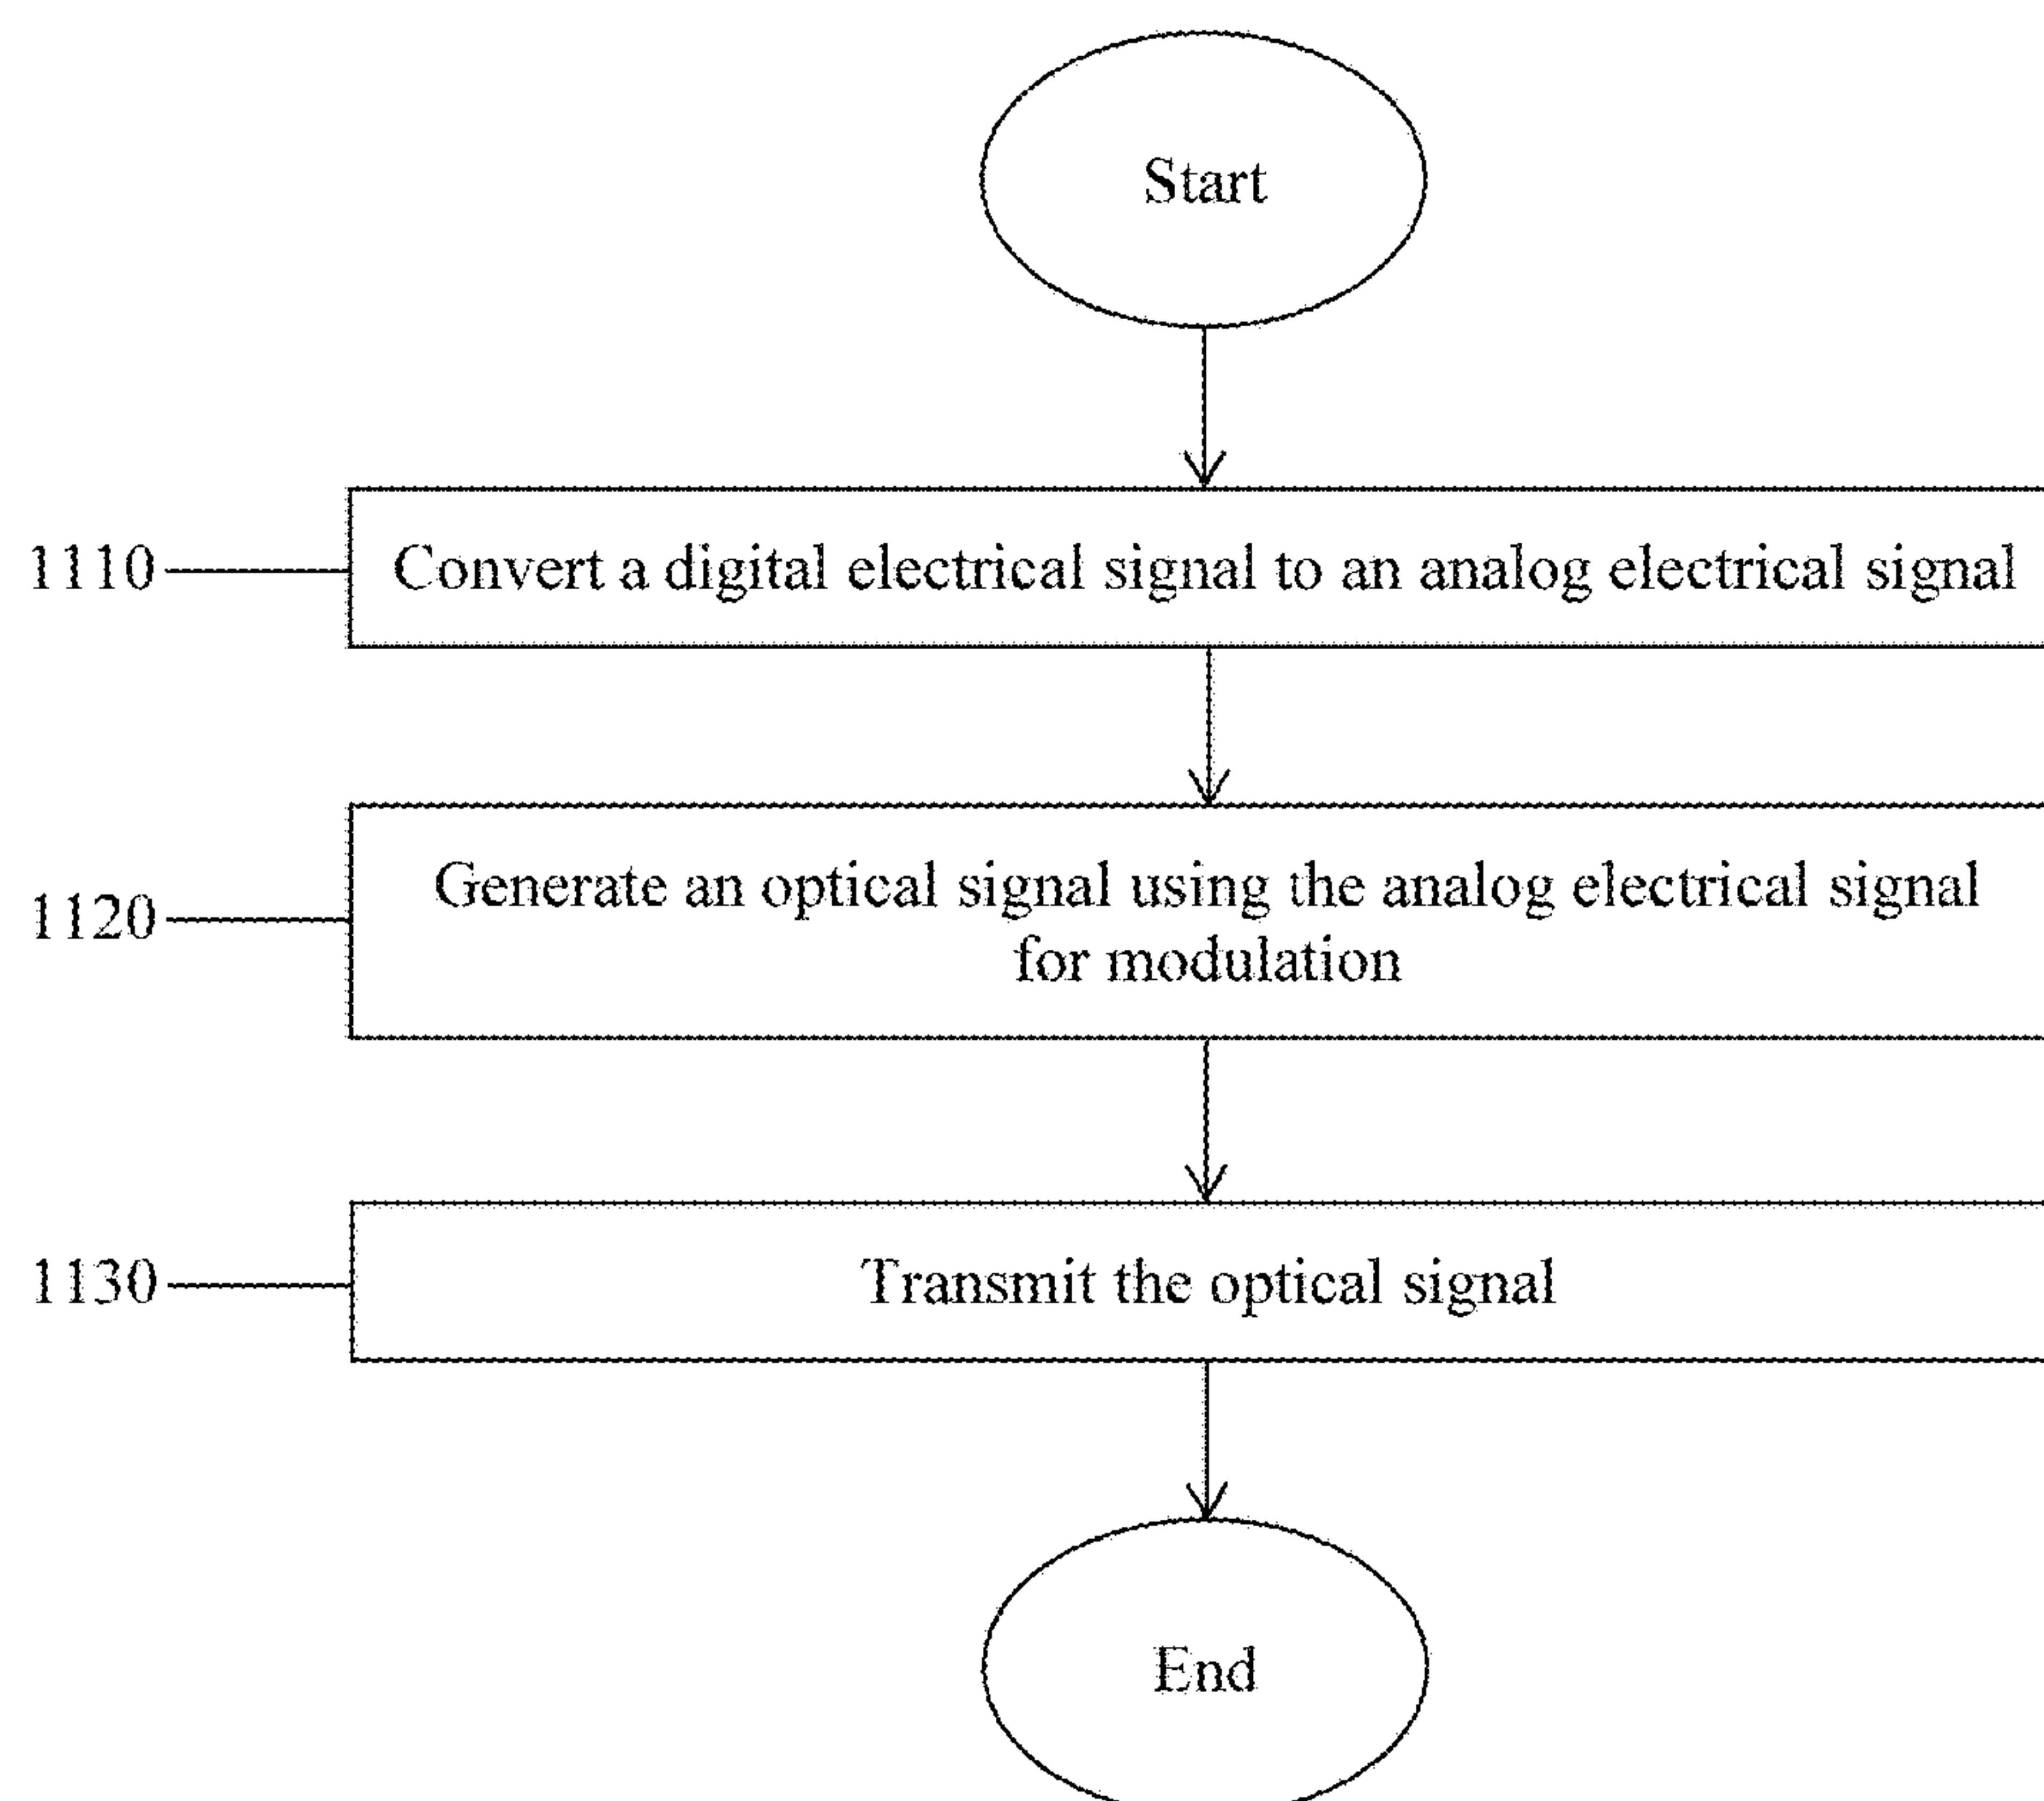 Start
1110
Convert a digital electrical signal to an analog electrical signal
1120
Generate an optical signal using the analog electrical signal
for modulation
1130
Transmit the optical signal
End